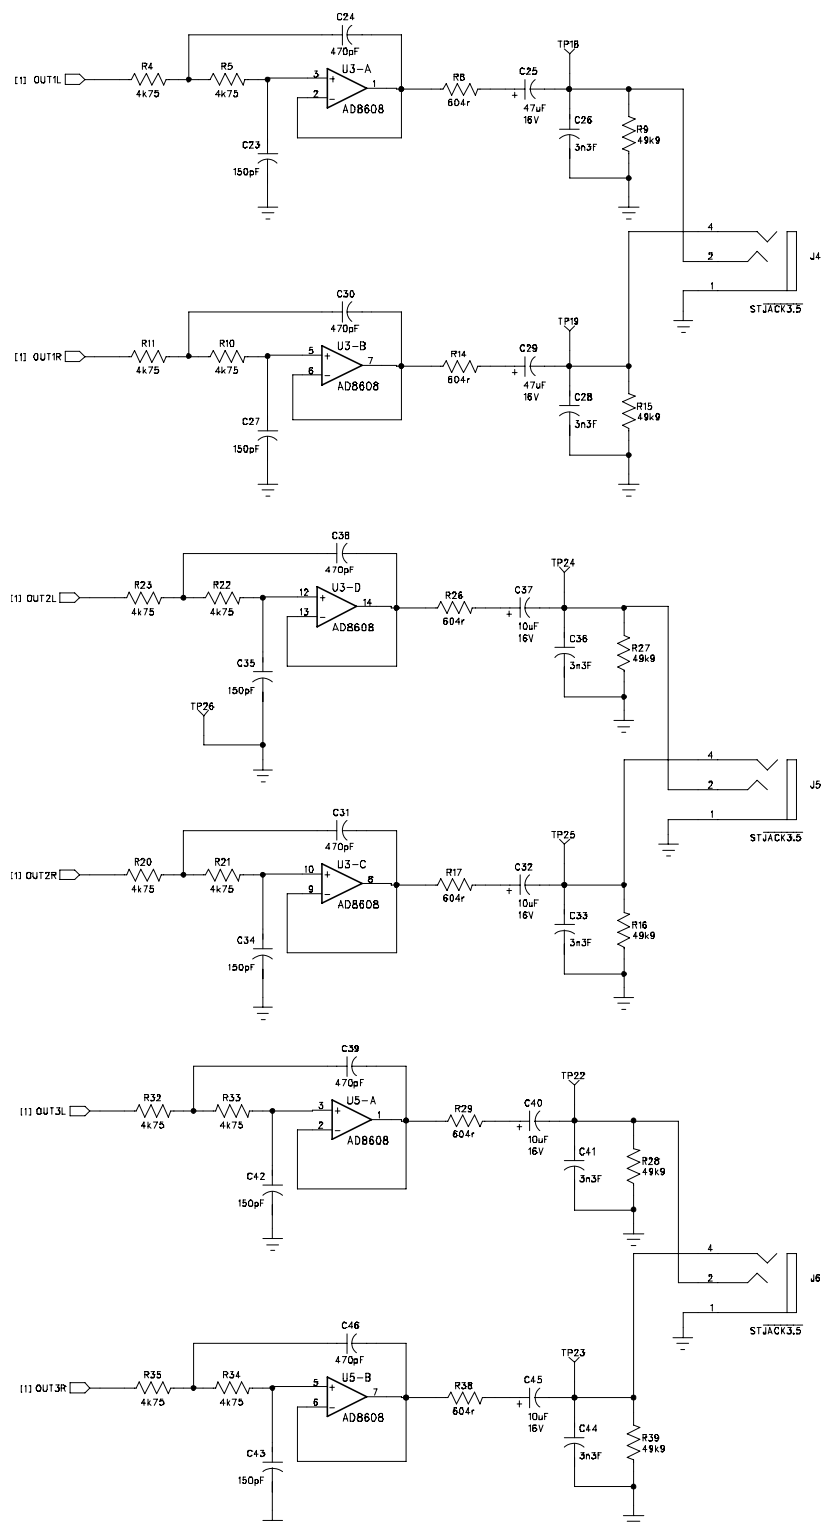 C24
470pF
[1] OUT1L
R4
4k75
R5
4k75
3
2
+
−
U3-A
1
AD8608
C23
150pF
R8
604r
+
C25
47uF
16V
TP18
C26
3n3F
R9
49k9
4
2
1
J4
STJACK3.5
C30
470pF
[1] OUT1R
R11
4k75
R10
4k75
5
6
+
−
U3-B
7
AD8608
C27
150pF
R14
604r
+
C29
47uF
16V
TP19
C28
3n3F
R15
49k9
C38
470pF
[1] OUT2L
R23
4k75
R22
4k75
12
13
+
−
U3-D
14
AD8608
C35
150pF
TP26
R26
604r
+
C37
10uF
16V
TP24
C36
3n3F
R27
49k9
4
2
1
J5
STJACK3.5
C31
470pF
[1] OUT2R
R20
4k75
R21
4k75
10
9
+
−
U3-C
8
AD8608
C34
150pF
R17
604r
+
C32
10uF
16V
TP25
C33
3n3F
R16
49k9
C39
470pF
[1] OUT3L
R32
4k75
R33
4k75
3
2
+
−
U5-A
1
AD8608
C42
150pF
R29
604r
+
C40
10uF
16V
TP22
C41
3n3F
R28
49k9
4
2
1
J6
STJACK3.5
C46
470pF
[1] OUT3R
R35
4k75
R34
4k75
5
6
+
−
U5-B
7
AD8608
C43
150pF
R38
604r
+
C45
10uF
16V
TP23
C44
3n3F
R39
49k9